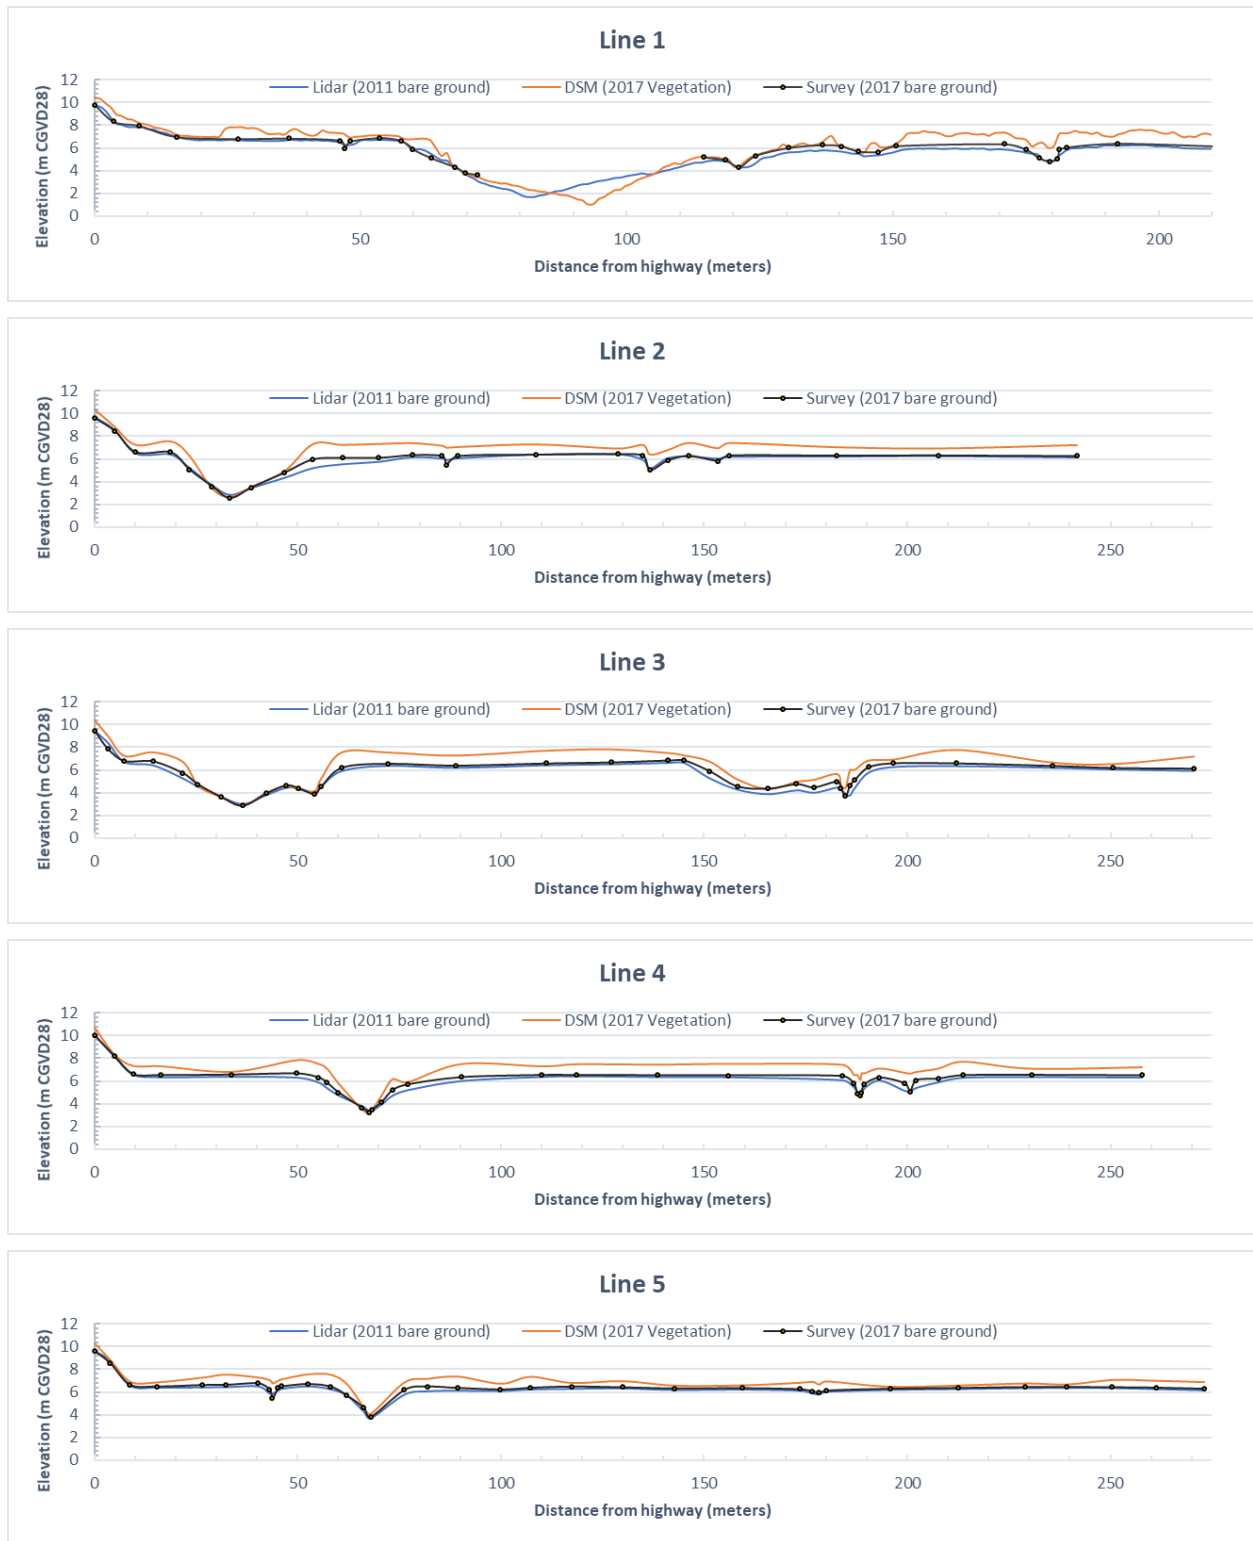 Line 1
Lidar (2011 bare ground) DSM (2017 Vegetation) Survey (2017 bare ground)
Elevation (m CGVD28)
12
10
8
6
4
2
0
0 50 100 150 200
Distance from highway (meters)
Line 2
Lidar (2011 bare ground) DSM (2017 Vegetation) Survey (2017 bare ground)
Elevation (m CGVD28)
12
10
8
6
4
2
0
0 50 100 150 200 250
Distance from highway (meters)
Line 3
Lidar (2011 bare ground) DSM (2017 Vegetation) Survey (2017 bare ground)
Elevation (m CGVD28)
12
10
8
6
4
2
0
0 50 100 150 200 250
Distance from highway (meters)
Line 4
Lidar (2011 bare ground) DSM (2017 Vegetation) Survey (2017 bare ground)
Elevation (m CGVD28)
12
10
8
6
4
2
0
0 50 100 150 200 250
Distance from highway (meters)
Line 5
Lidar (2011 bare ground) DSM (2017 Vegetation) Survey (2017 bare ground)
Elevation (m CGVD28)
12
10
8
6
4
2
0
0 50 100 150 200 250
Distance from highway (meters)